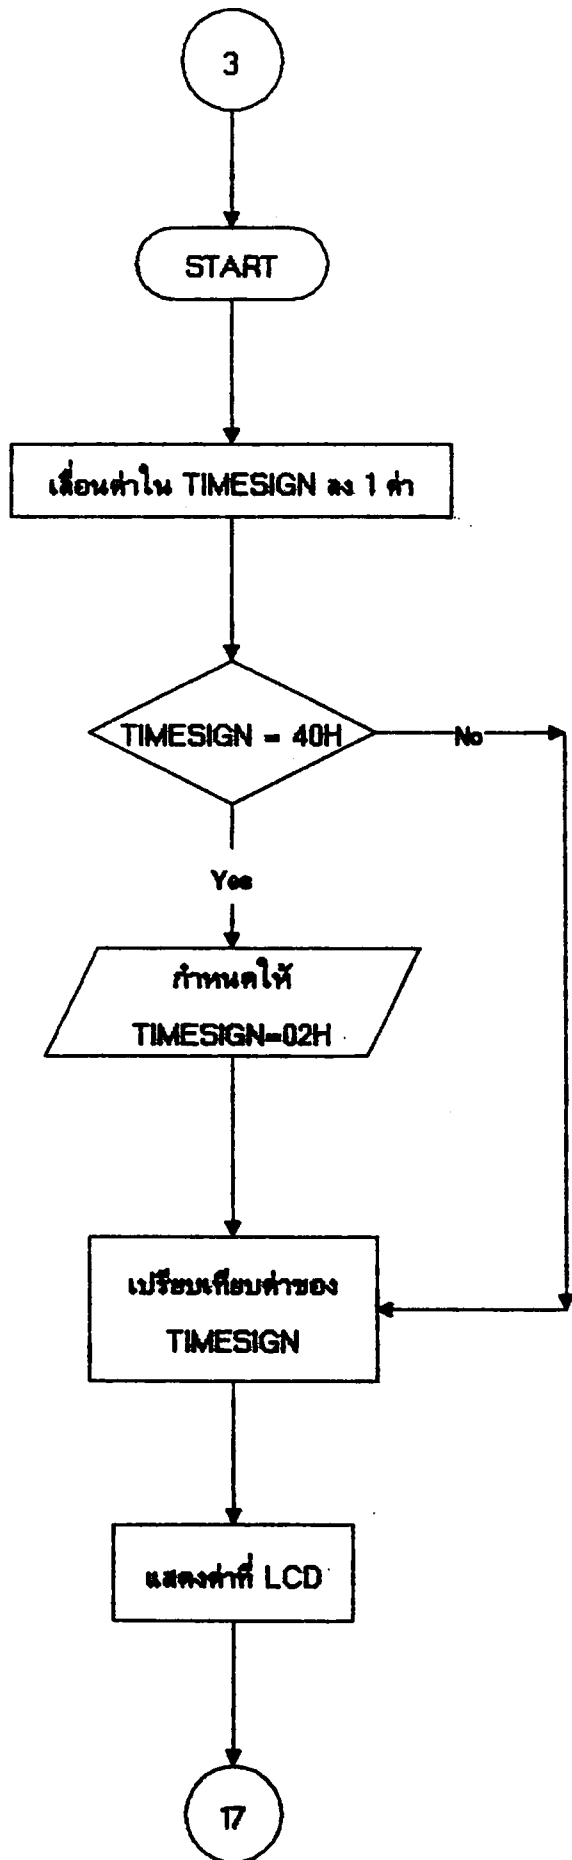 3
START
เลื่อนค่าใน TIMESIGN ลง 1 ค่า
TIMESIGN = 40H
No
Yes
กำหนดให้
TIMESIGN=02H
เปรียบเทียบค่าของ
TIMESIGN
แสดงค่าที่ LCD
17